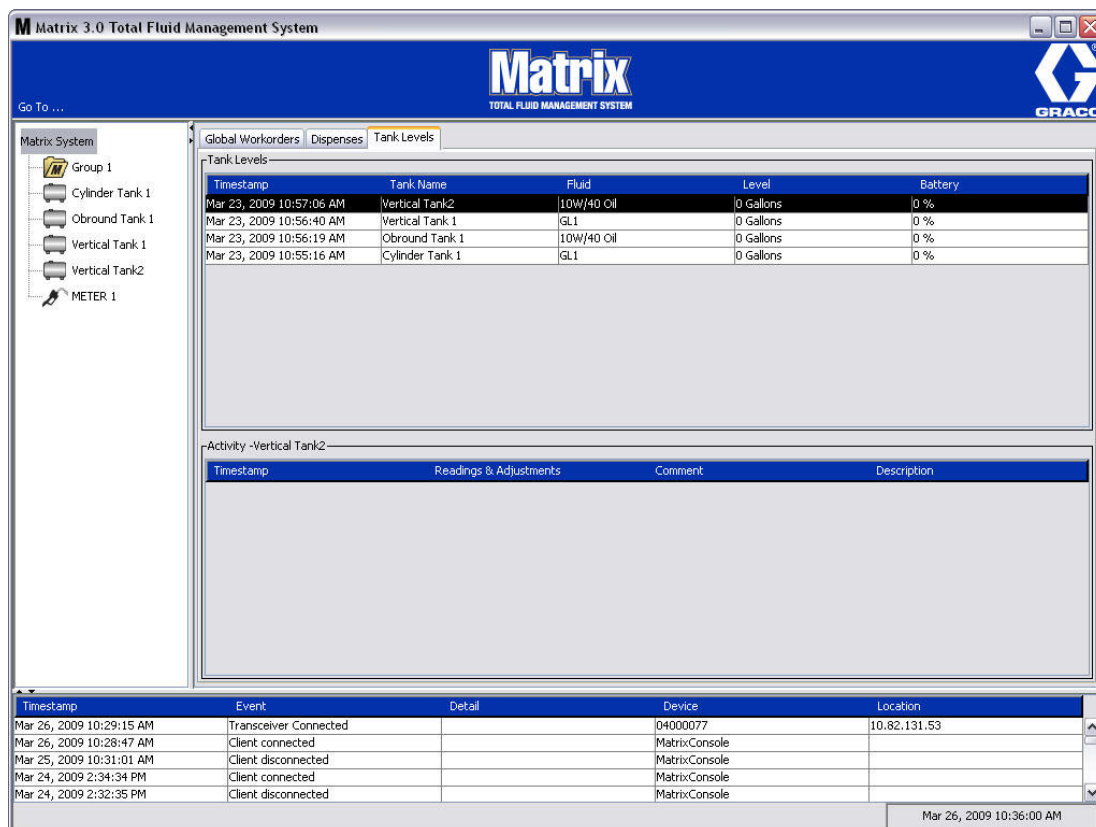 M Matrix 3.0 Total Fluid Management System
Matrix
TOTAL FLUID MANAGEMENT SYSTEM
G
GRACO
Go To ...
Matrix System
Group 1
Cylinder Tank 1
Obround Tank 1
Vertical Tank 1
Vertical Tank2
METER 1
Global Workorders Dispenses Tank Levels
Tank Levels
Timestamp Tank Name Fluid Level Battery
Mar 23, 2009 10:57:06 AM Vertical Tank2 10W/40 Oil 0 Gallons 0 %
Mar 23, 2009 10:56:40 AM Vertical Tank 1 GL1 0 Gallons 0 %
Mar 23, 2009 10:56:19 AM Obround Tank 1 10W/40 Oil 0 Gallons 0 %
Mar 23, 2009 10:55:16 AM Cylinder Tank 1 GL1 0 Gallons 0 %
Activity -Vertical Tank2
Timestamp Readings & Adjustments Comment Description
Timestamp Event Detail Device Location
Mar 26, 2009 10:29:15 AM Transceiver Connected 04000077 10.82.131.53
Mar 26, 2009 10:28:47 AM Client connected MatrixConsole
Mar 25, 2009 10:31:01 AM Client disconnected MatrixConsole
Mar 24, 2009 2:34:34 PM Client connected MatrixConsole
Mar 24, 2009 2:32:35 PM Client disconnected MatrixConsole
Mar 26, 2009 10:36:00 AM